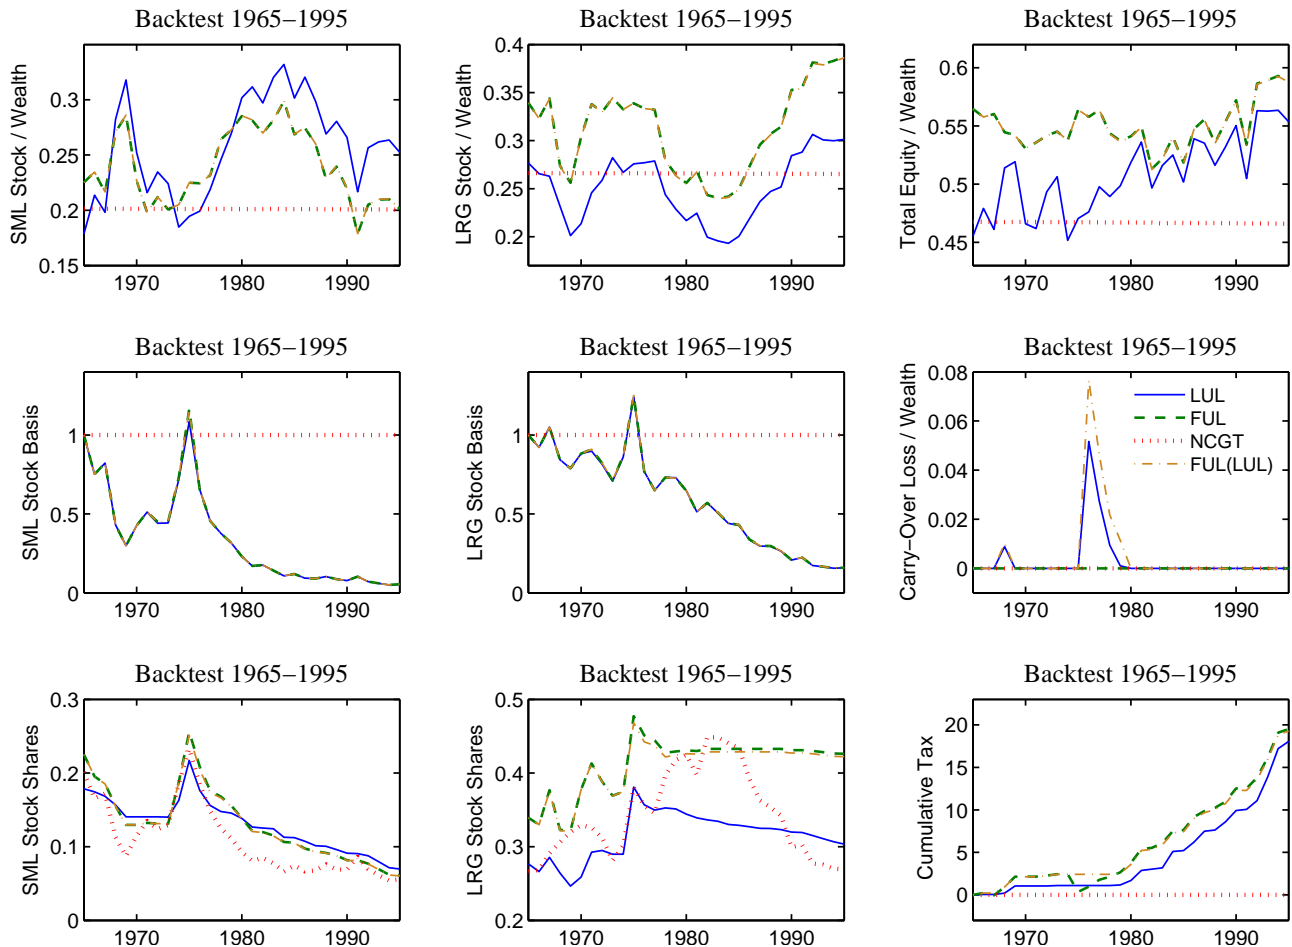 Backtest 1965−1995
SML Stock / Wealth
0.3
0.25
0.2
0.15
1970 1980 1990
Backtest 1965−1995
LRG Stock / Wealth
0.4
0.35
0.3
0.25
0.2
1970 1980 1990
Backtest 1965−1995
Total Equity / Wealth
0.6
0.55
0.5
0.45
1970 1980 1990
Backtest 1965−1995
SML Stock Basis
1
0.5
0
1970 1980 1990
Backtest 1965−1995
LRG Stock Basis
1
0.5
0
1970 1980 1990
Backtest 1965−1995
Carry−Over Loss / Wealth
0.08
0.06
0.04
0.02
0
LUL
FUL
NCGT
FUL(LUL)
1970 1980 1990
Backtest 1965−1995
SML Stock Shares
0.3
0.2
0.1
0
1970 1980 1990
Backtest 1965−1995
LRG Stock Shares
0.5
0.4
0.3
0.2
1970 1980 1990
Backtest 1965−1995
Cumulative Tax
20
15
10
5
0
1970 1980 1990